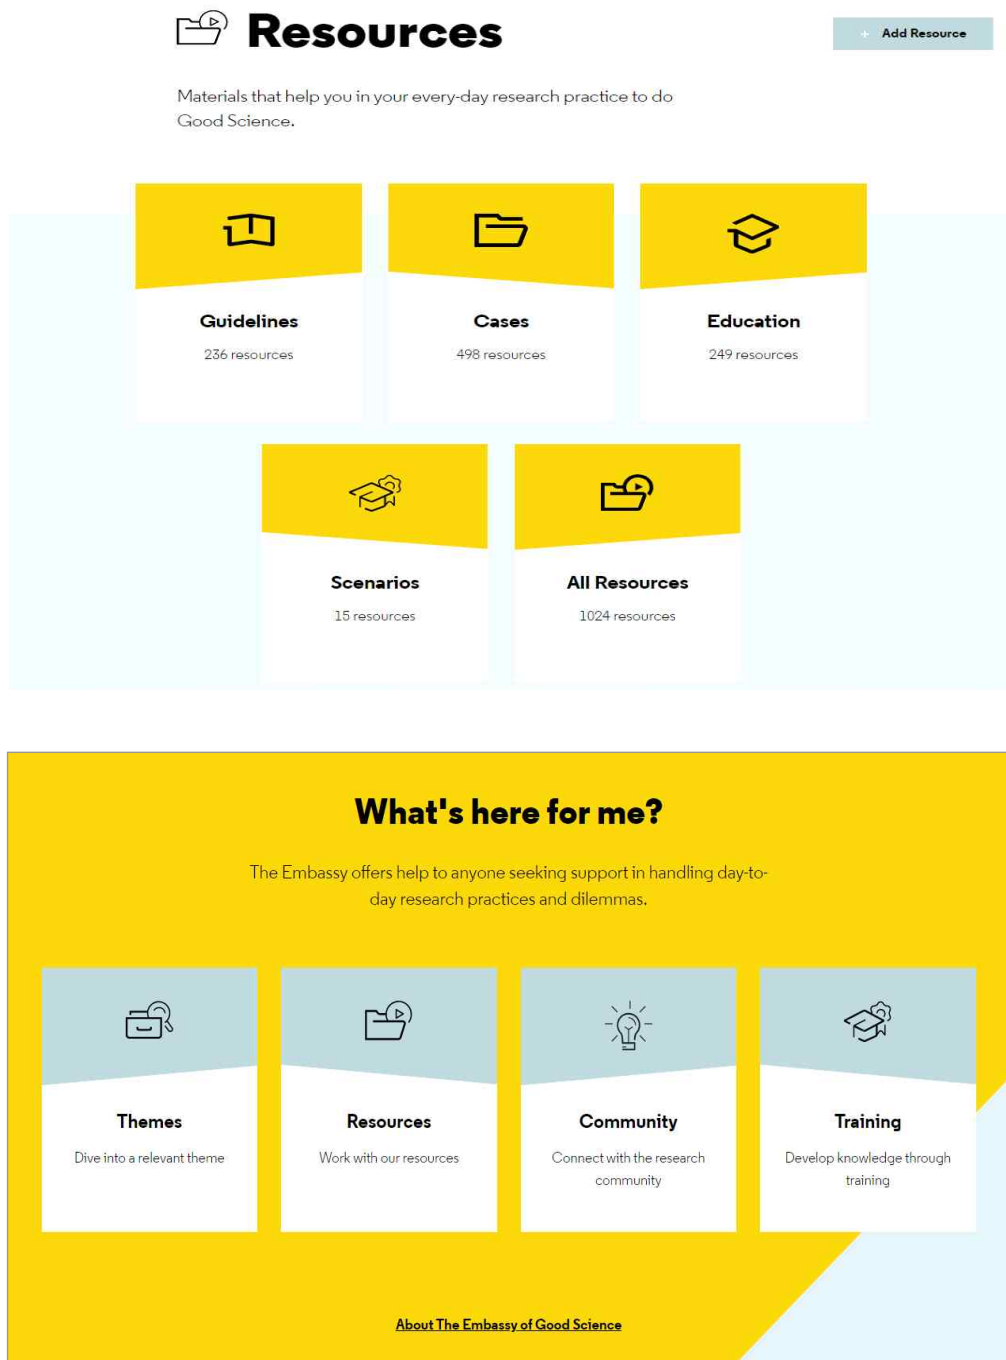 Resources
+ Add Resource
Materials that help you in your every-day research practice to do
Good Science.
Guidelines
236 resources
Cases
498 resources
Education
249 resources
Scenarios
15 resources
All Resources
1024 resources
What's here for me?
The Embassy offers help to anyone seeking support in handling day-to-
day research practices and dilemmas.
Themes
Dive into a relevant theme
Resources
Work with our resources
Community
Connect with the research
community
Training
Develop knowledge through
training
About The Embassy of Good Science